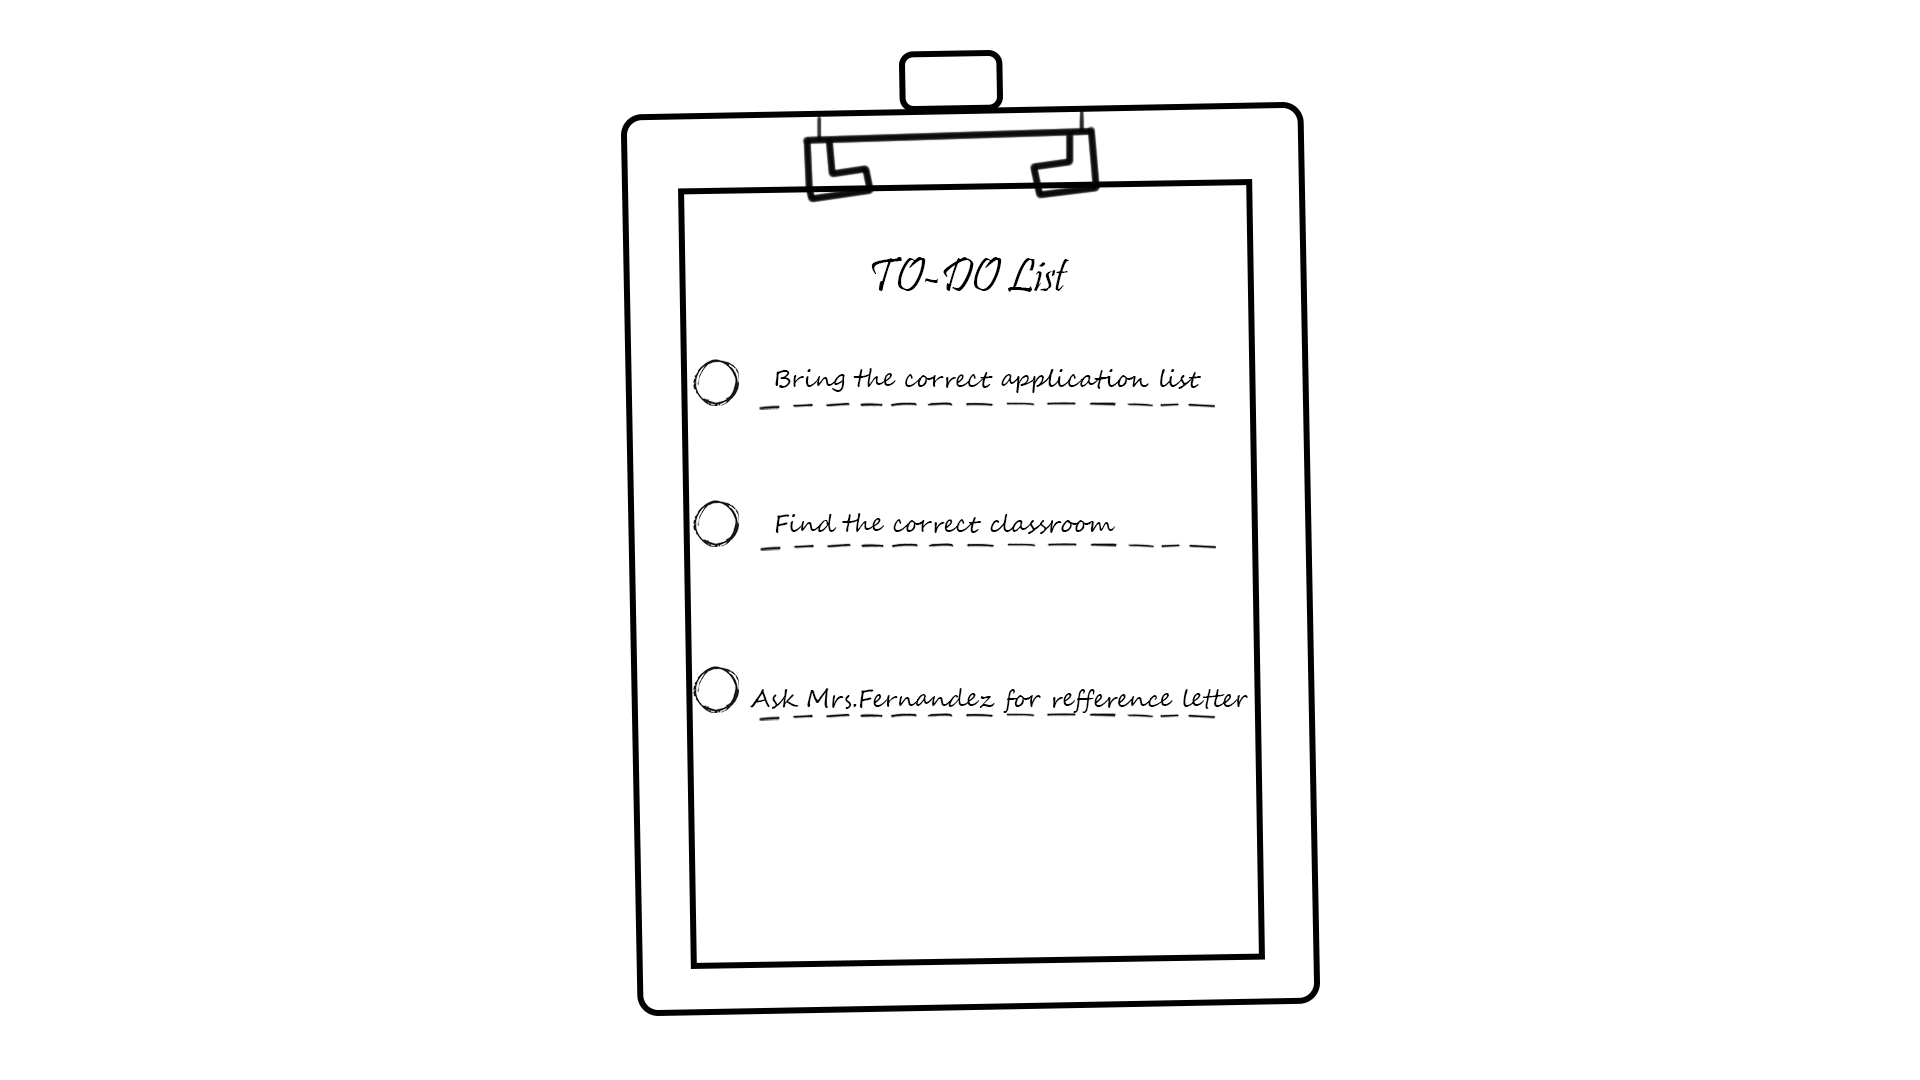 TO-DO List
Bring the correct application list
Find the correct classroom
Ask Mrs.Fernandez for refference letter